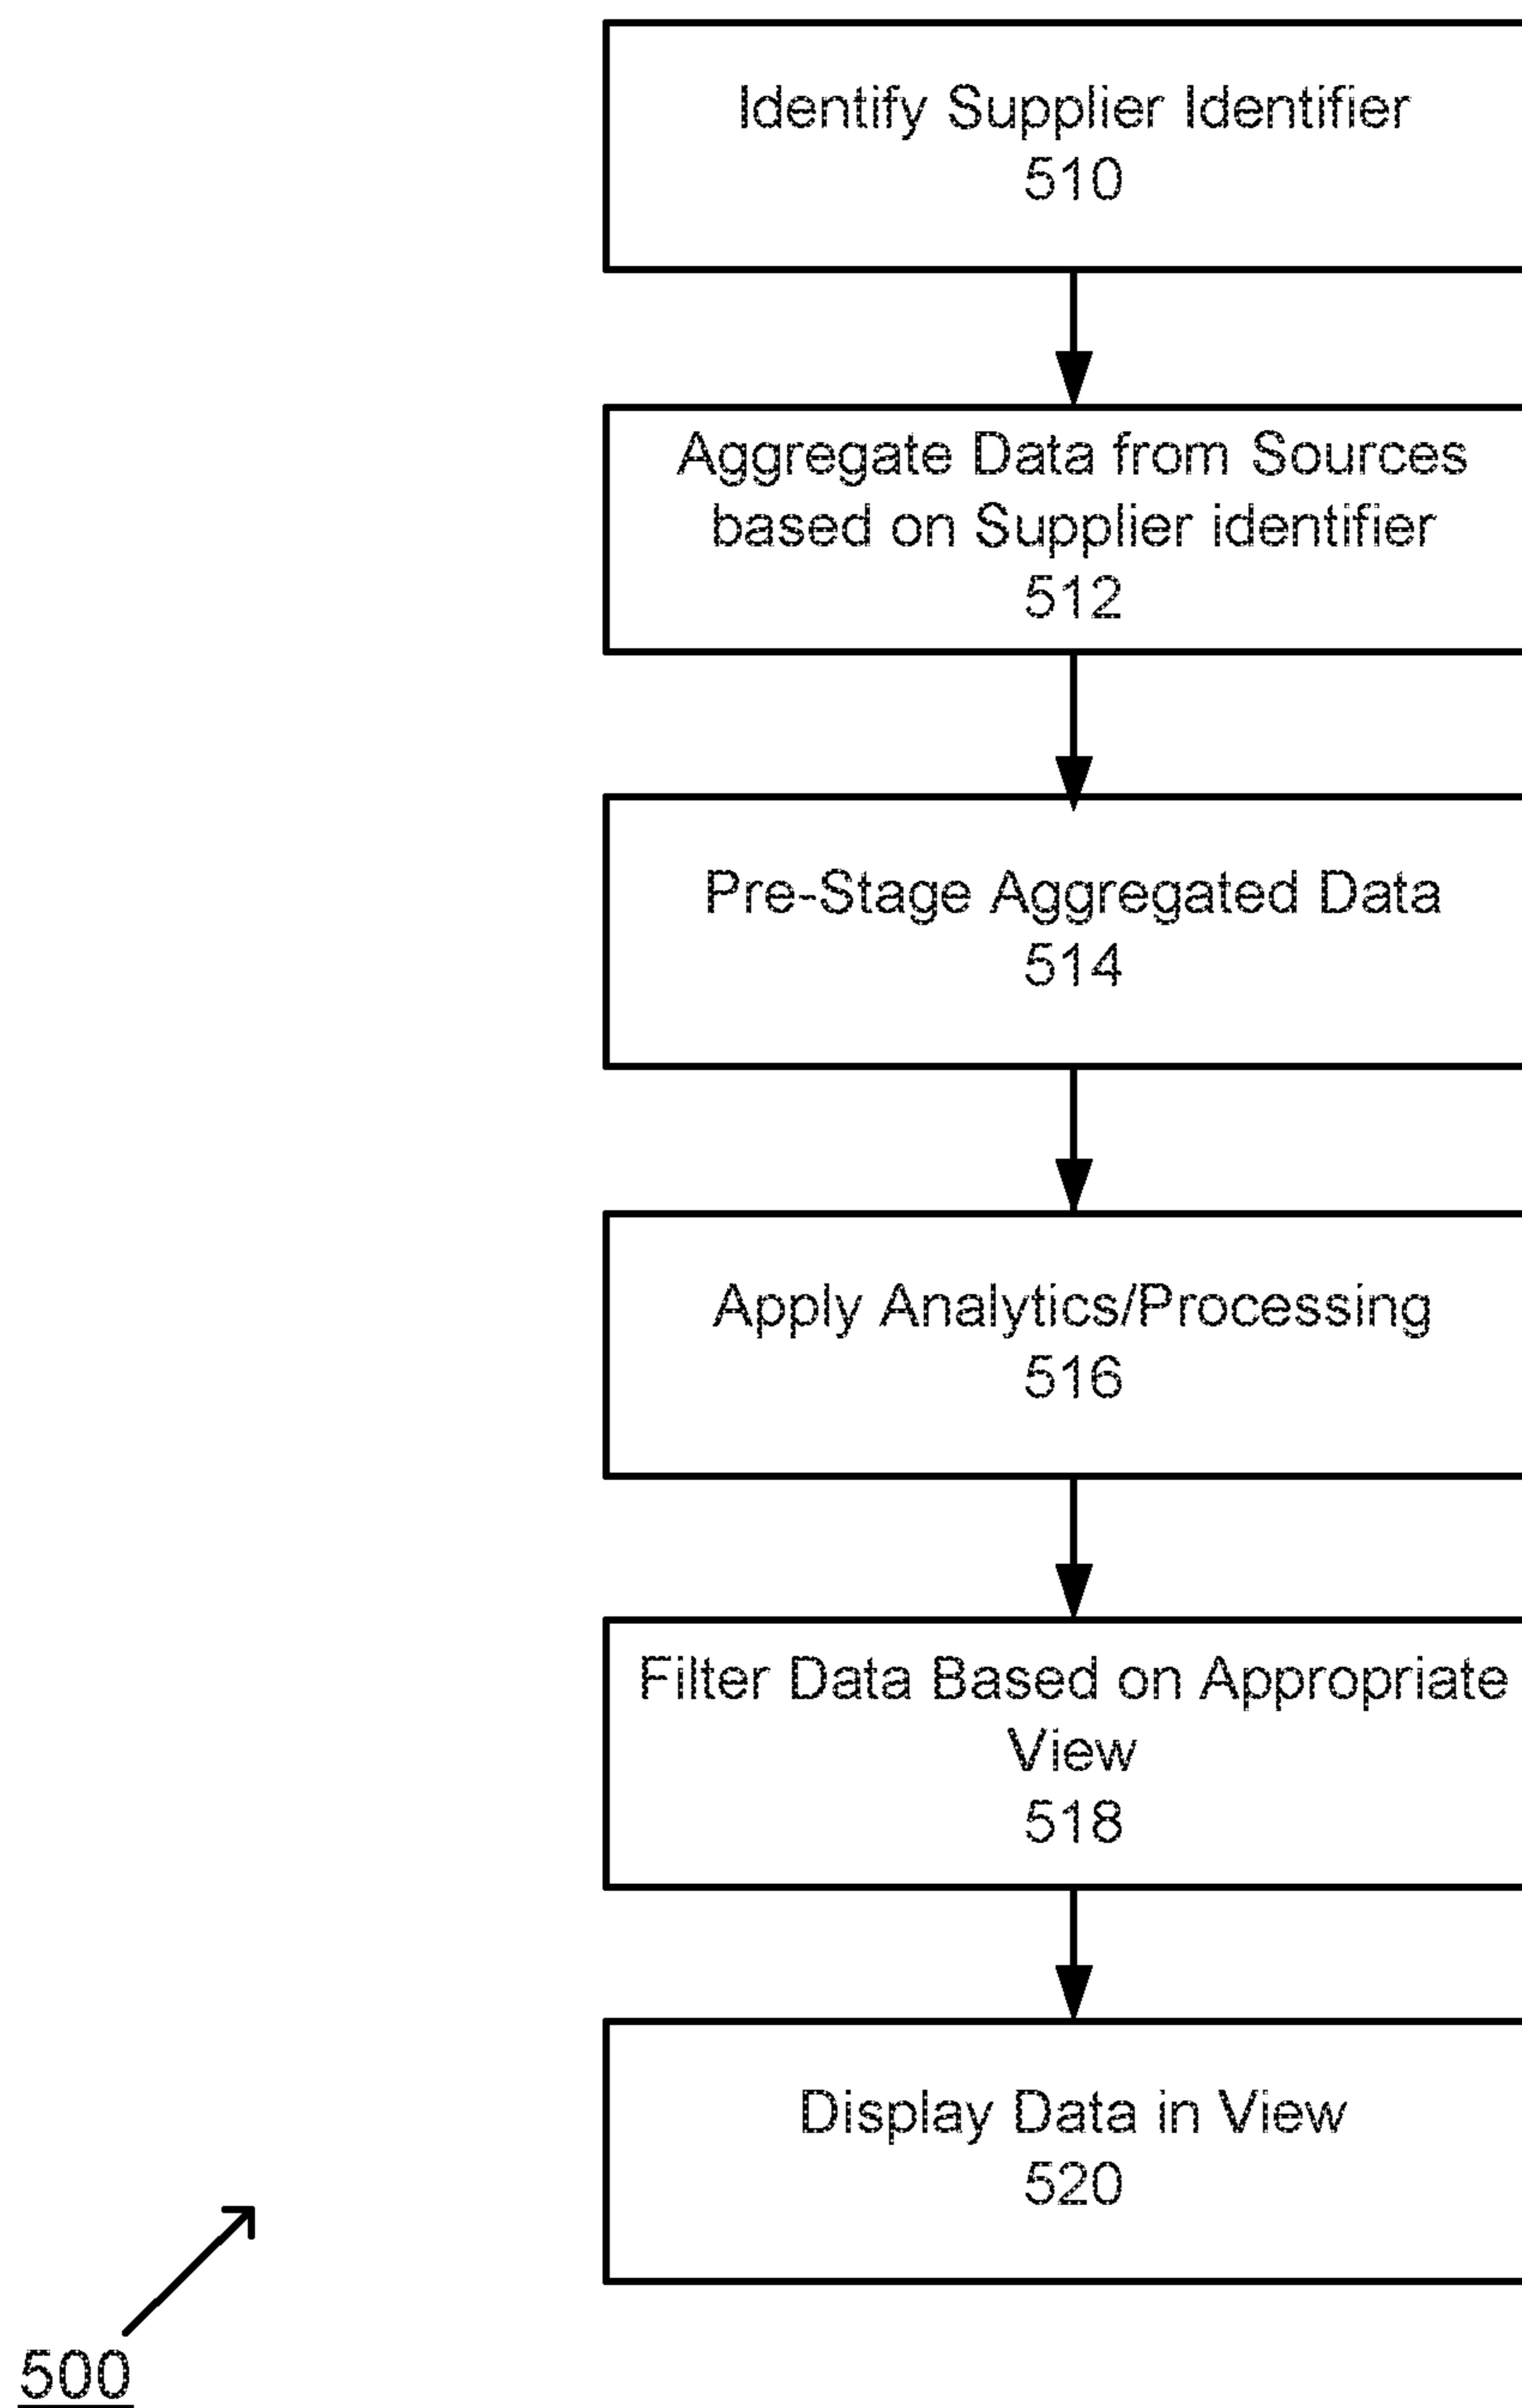 Identify Supplier Identifier
510
Aggregate Data from Sources
based on Supplier identifier
512
Pre-Stage Aggregated Data
514
Apply Analytics/Processing
516
Filter Data Based on Appropriate
View
518
Display Data in View
520
500